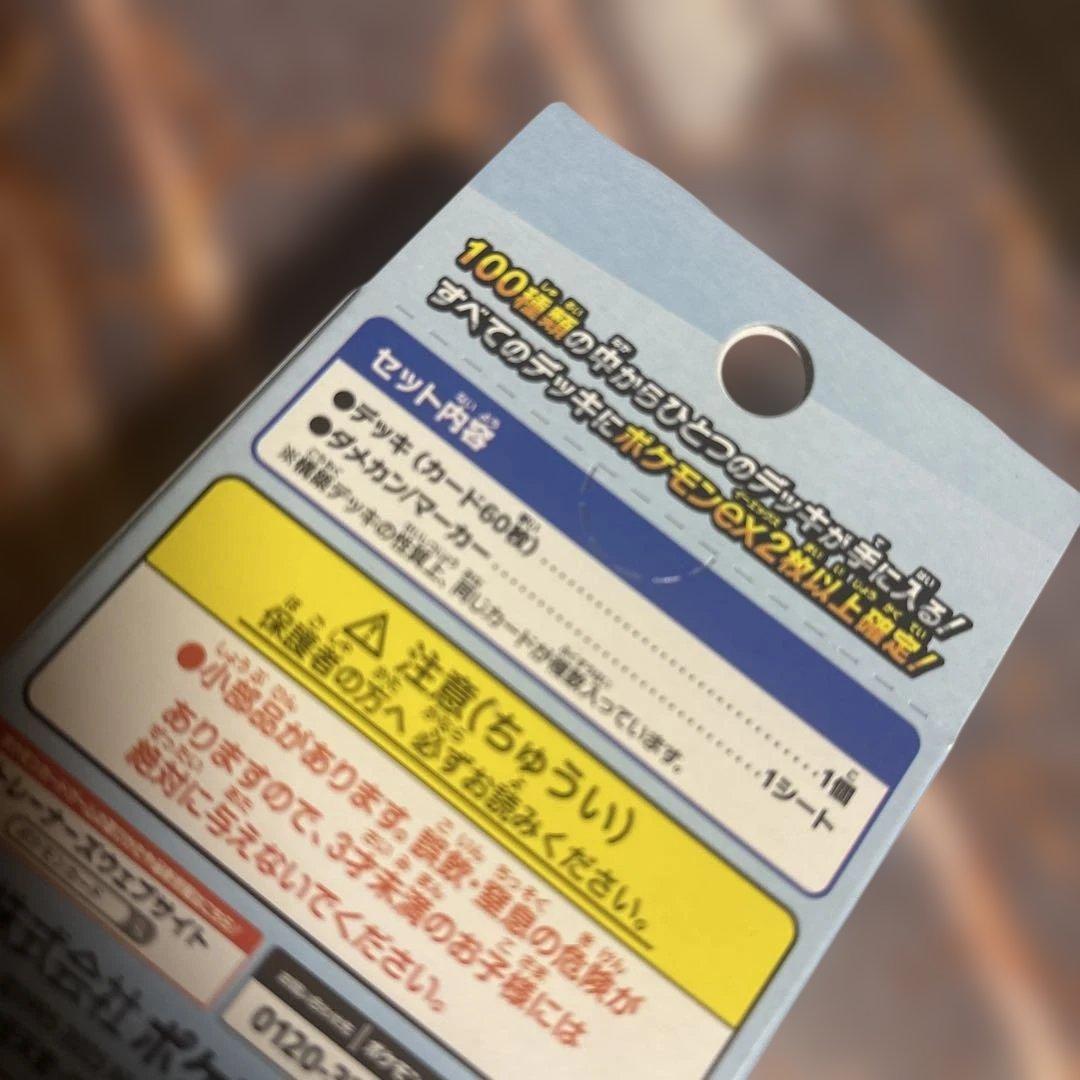 100種類の中からひとつのデッキが手に入る!
すべてのデッキにポケモンex2枚以上確定!
セット内容
●デッキ(カード60枚)‥‥‥‥‥‥‥‥1個
●ダメカン/マーカー‥‥‥‥‥‥‥‥1シート
※構築デッキの性質上、同じカードが複数入っています。
⚠注意(ちゅうい)
保護者の方へ 必ずお読みください。
●小部品があります。誤飲・窒息の危険が
ありますので、3才未満のお子様には
絶対に与えないでください。
トレーナーズウェブサイト
株式会社ポケ
0120-3